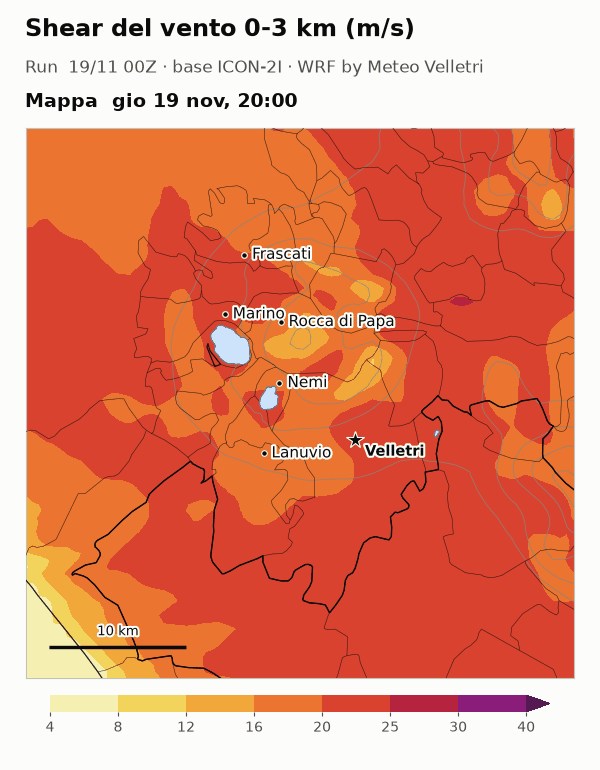 Shear del vento 0-3 km (m/s)
Run  19/11 00Z · base ICON-2I · WRF by Meteo Velletri
Mappa  gio 19 nov, 20:00
Frascati
Marino
Rocca di Papa
Nemi
Velletri
Lanuvio
10 km
4 8 12 16 20 25 30 40